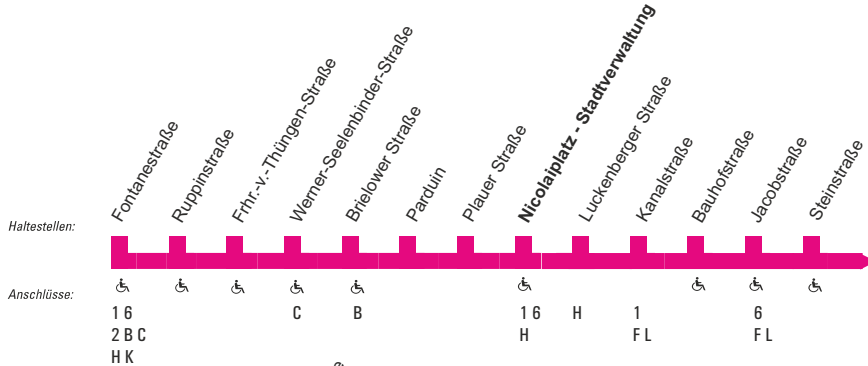 Fontanestraße
Ruppinstraße
Frhr.-v.-Thüngen-Straße
Werner-Seelenbinder-Straße
Brielower Straße
Parduin
Plauer Straße
Nicolaiplatz - Stadtverwaltung
Luckenberger Straße
Kanalstraße
Bauhofstraße
Jacobstraße
Steinstraße
Haltestellen:
Anschlüsse:
1 6 C B 1 6 H 1 6
2 B C H F L F L
H K